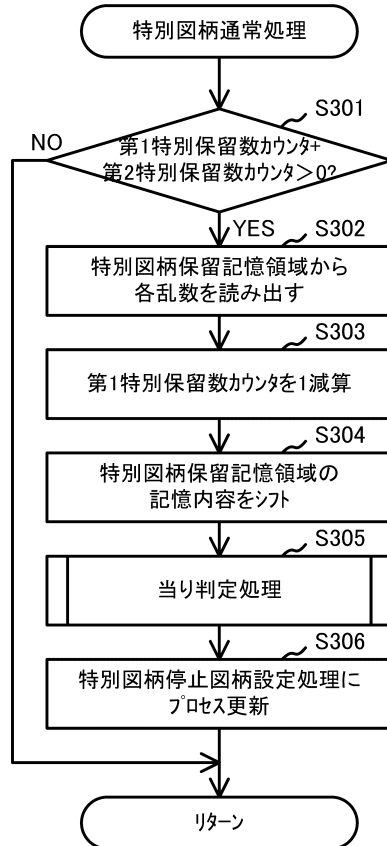 特別図柄通常処理
S301
NO
第1特別保留数カウンタ+
第2特別保留数カウンタ>0?
YES
S302
特別図柄保留記憶領域から
各乱数を読み出す
S303
第1特別保留数カウンタを1減算
S304
特別図柄保留記憶領域の
記憶内容をシフト
S305
当り判定処理
S306
特別図柄停止図柄設定処理に
プロセス更新
リターン